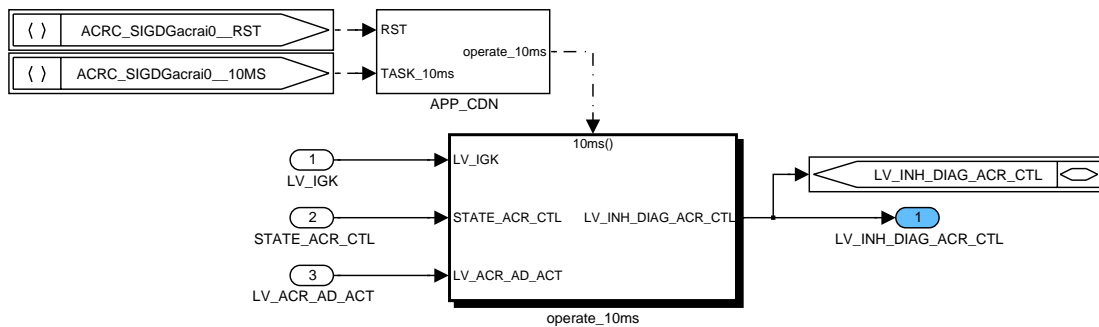 ( ) ACRC_SIGDGacrai0__RST
RST
operate_10ms
( ) ACRC_SIGDGacrai0__10MS
TASK_10ms
APP_CDN
10ms()
1
LV_IGK
LV_IGK
LV_INH_DIAG_ACR_CTL
2
STATE_ACR_CTL
STATE_ACR_CTL
LV_INH_DIAG_ACR_CTL
1
LV_INH_DIAG_ACR_CTL
3
LV_ACR_AD_ACT
LV_ACR_AD_ACT
operate_10ms